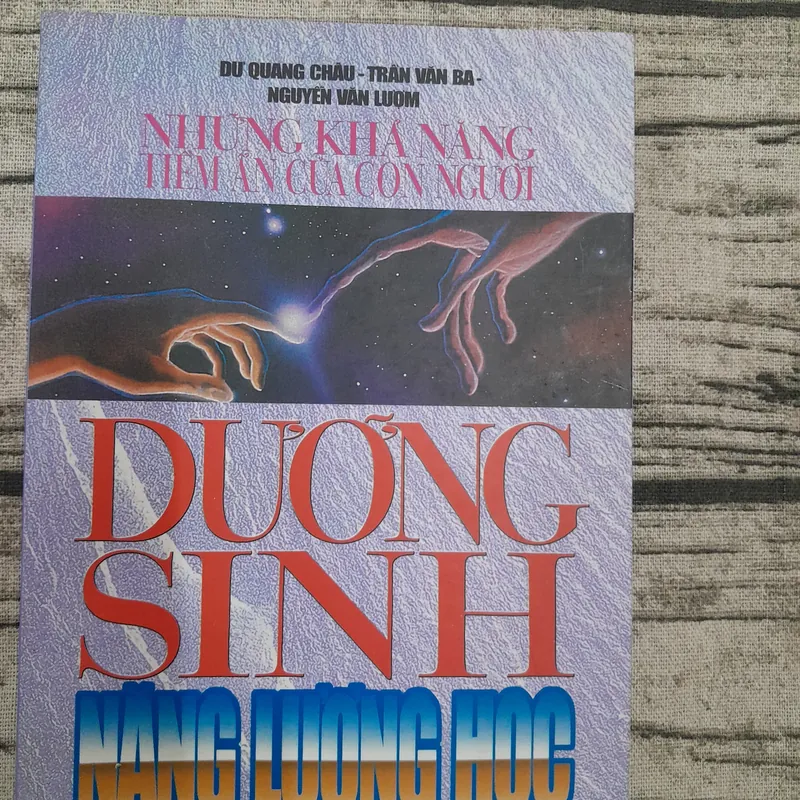 DƯ QUANG CHÂU - TRẦN VĂN BA -
NGUYỄN VĂN LƯƠM
NHỮNG KHẢ NĂNG
TIỀM ẨN CỦA CON NGƯỜI
DƯỠNG
SINH
NĂNG LƯỢNG HỌC